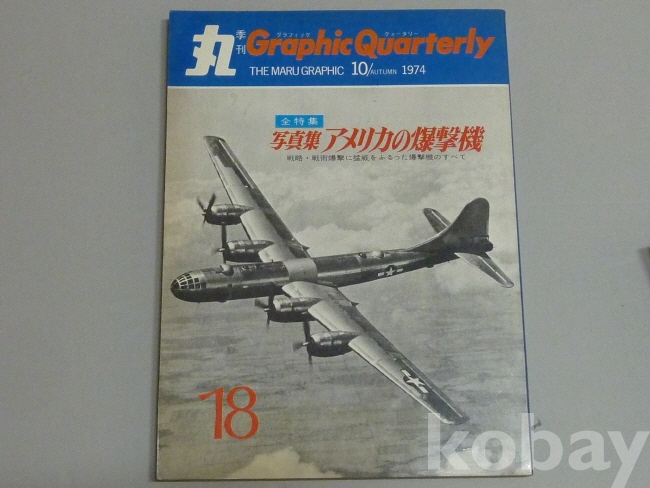 丸
季刊
グラフィック クォータリー
Graphic Quarterly
THE MARU GRAPHIC 10/AUTUMN 1974
全特集
写真集 アメリカの爆撃機
戦略・戦術爆撃に猛威をふるった爆撃機のすべて
18
kobay